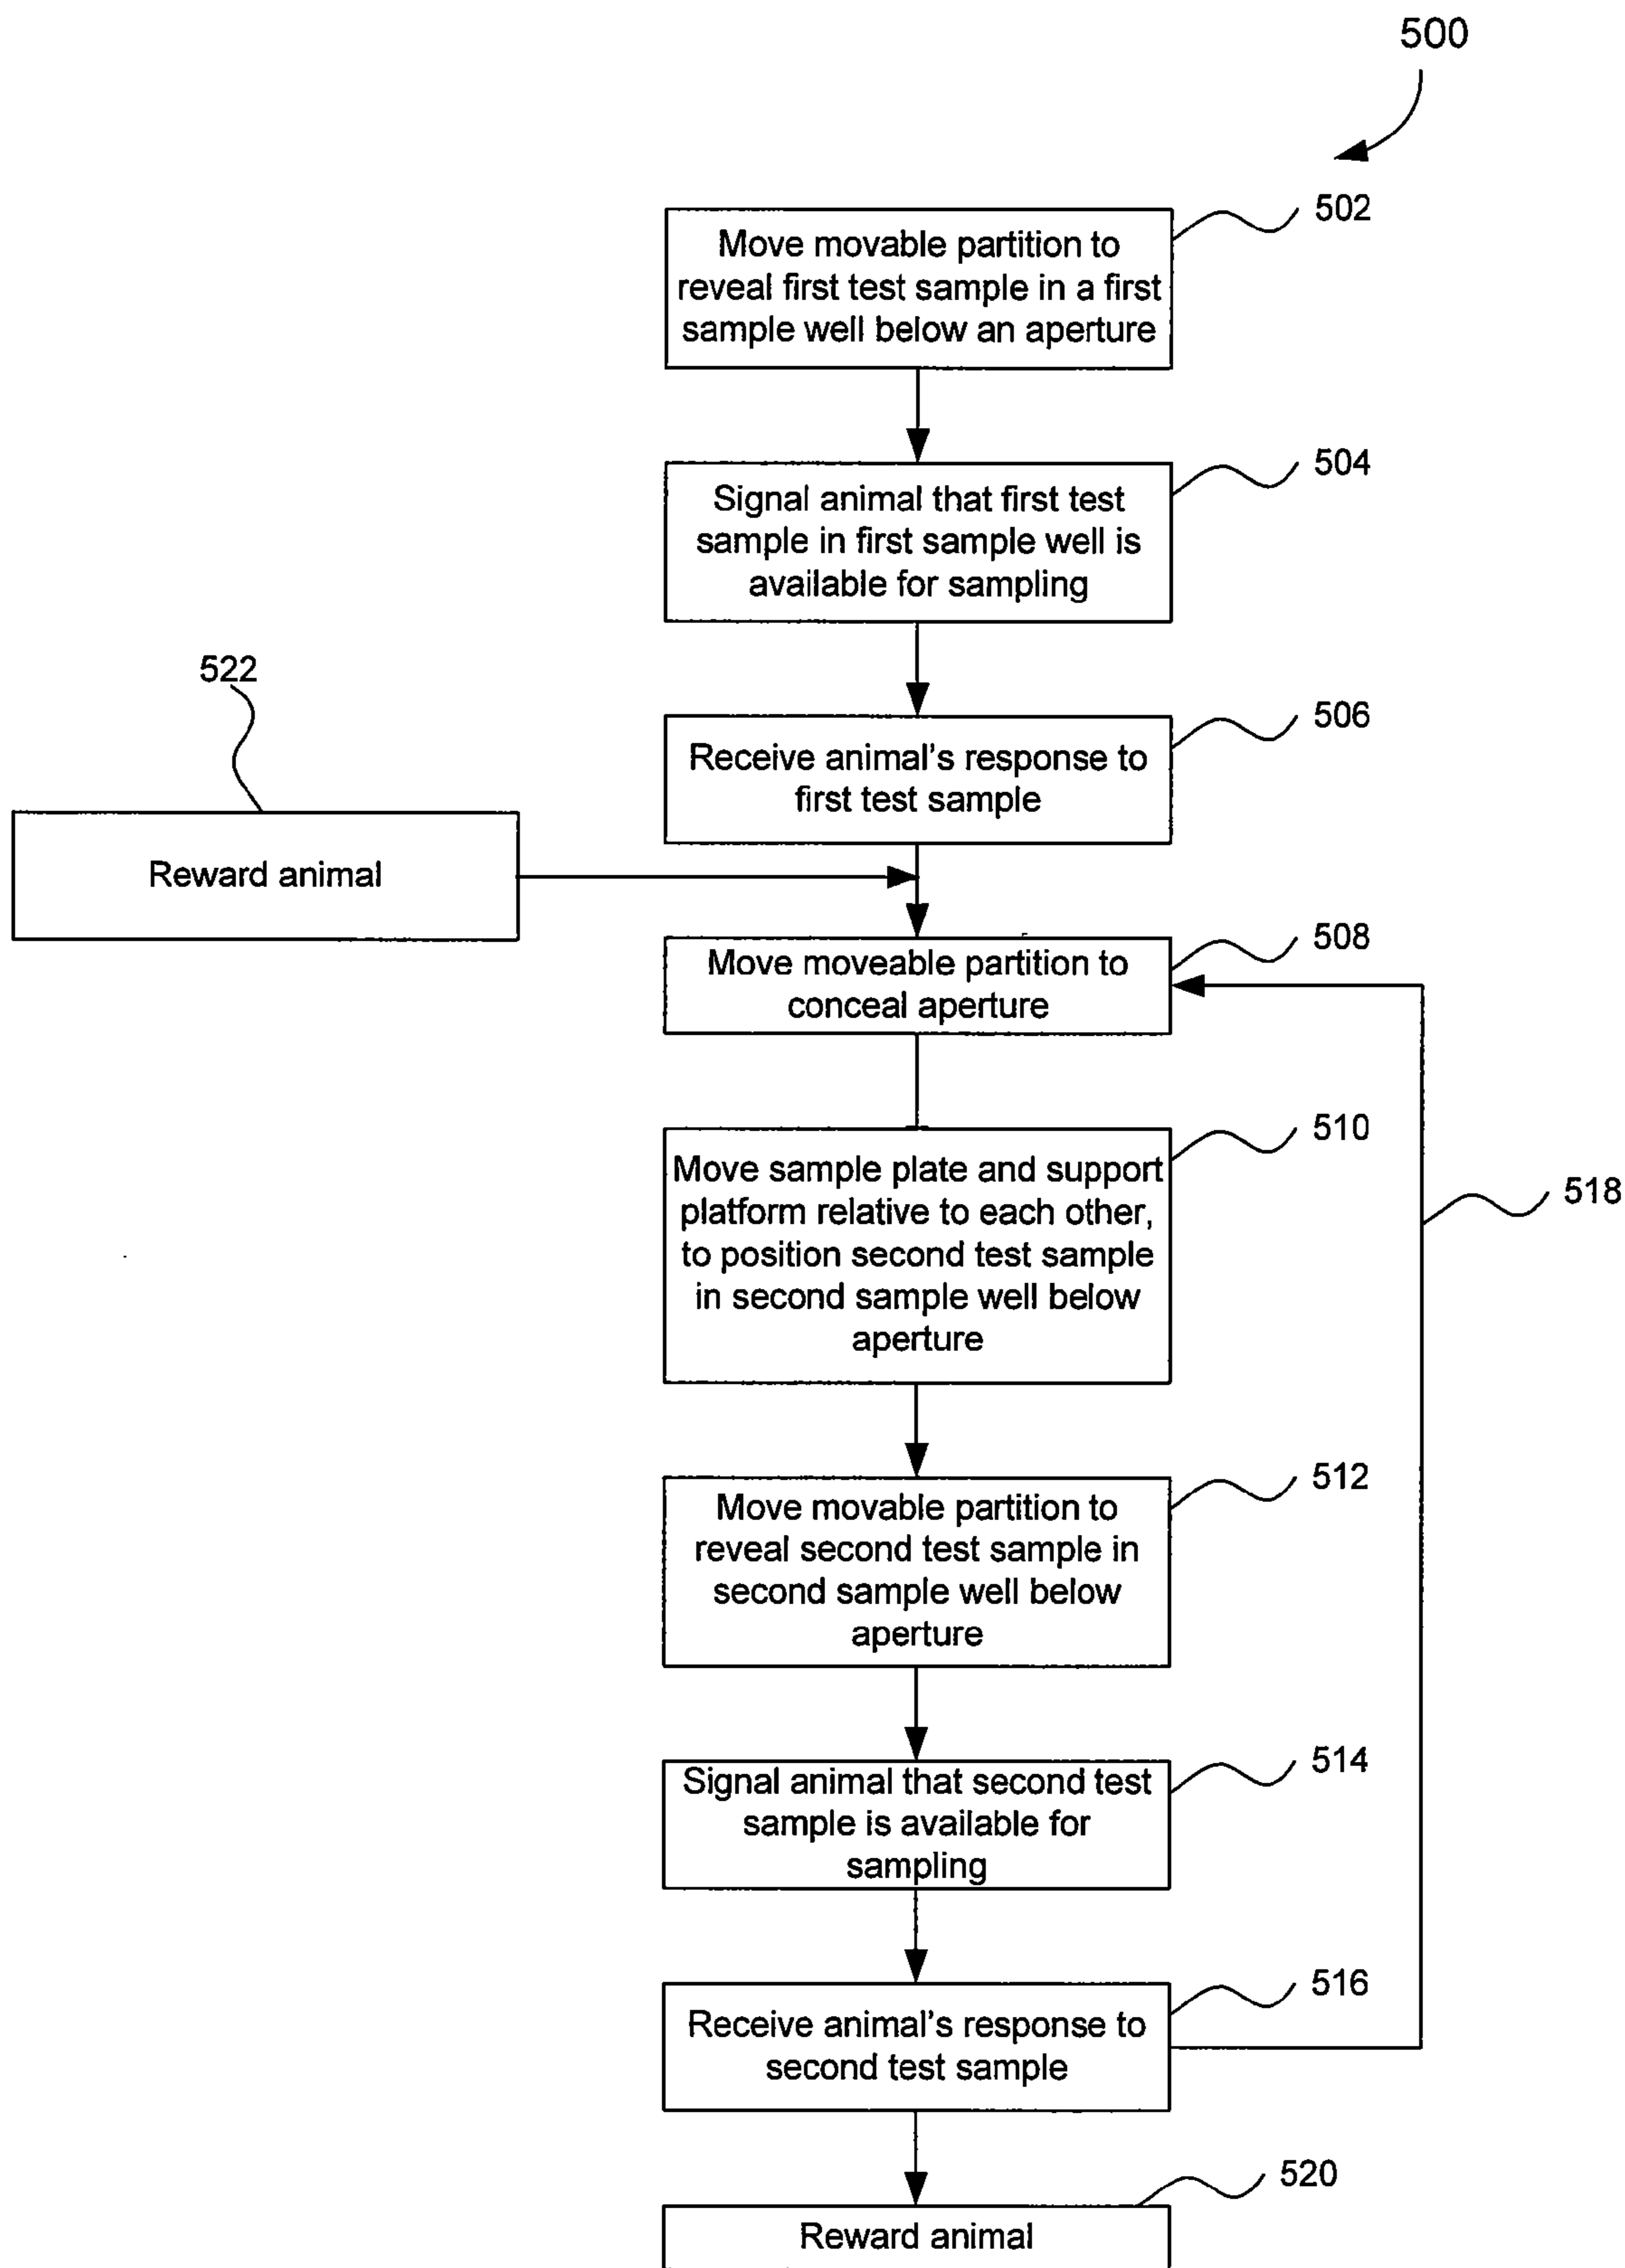 500
502
Move movable partition to
reveal first test sample in a first
sample well below an aperture
504
Signal animal that first test
sample in first sample well is
available for sampling
522
506
Receive animal's response to
first test sample
Reward animal
508
Move moveable partition to
conceal aperture
510
Move sample plate and support
platform relative to each other,
to position second test sample
in second sample well below
aperture
518
512
Move movable partition to
reveal second test sample in
second sample well below
aperture
514
Signal animal that second test
sample is available for
sampling
516
Receive animal's response to
second test sample
520
Reward animal